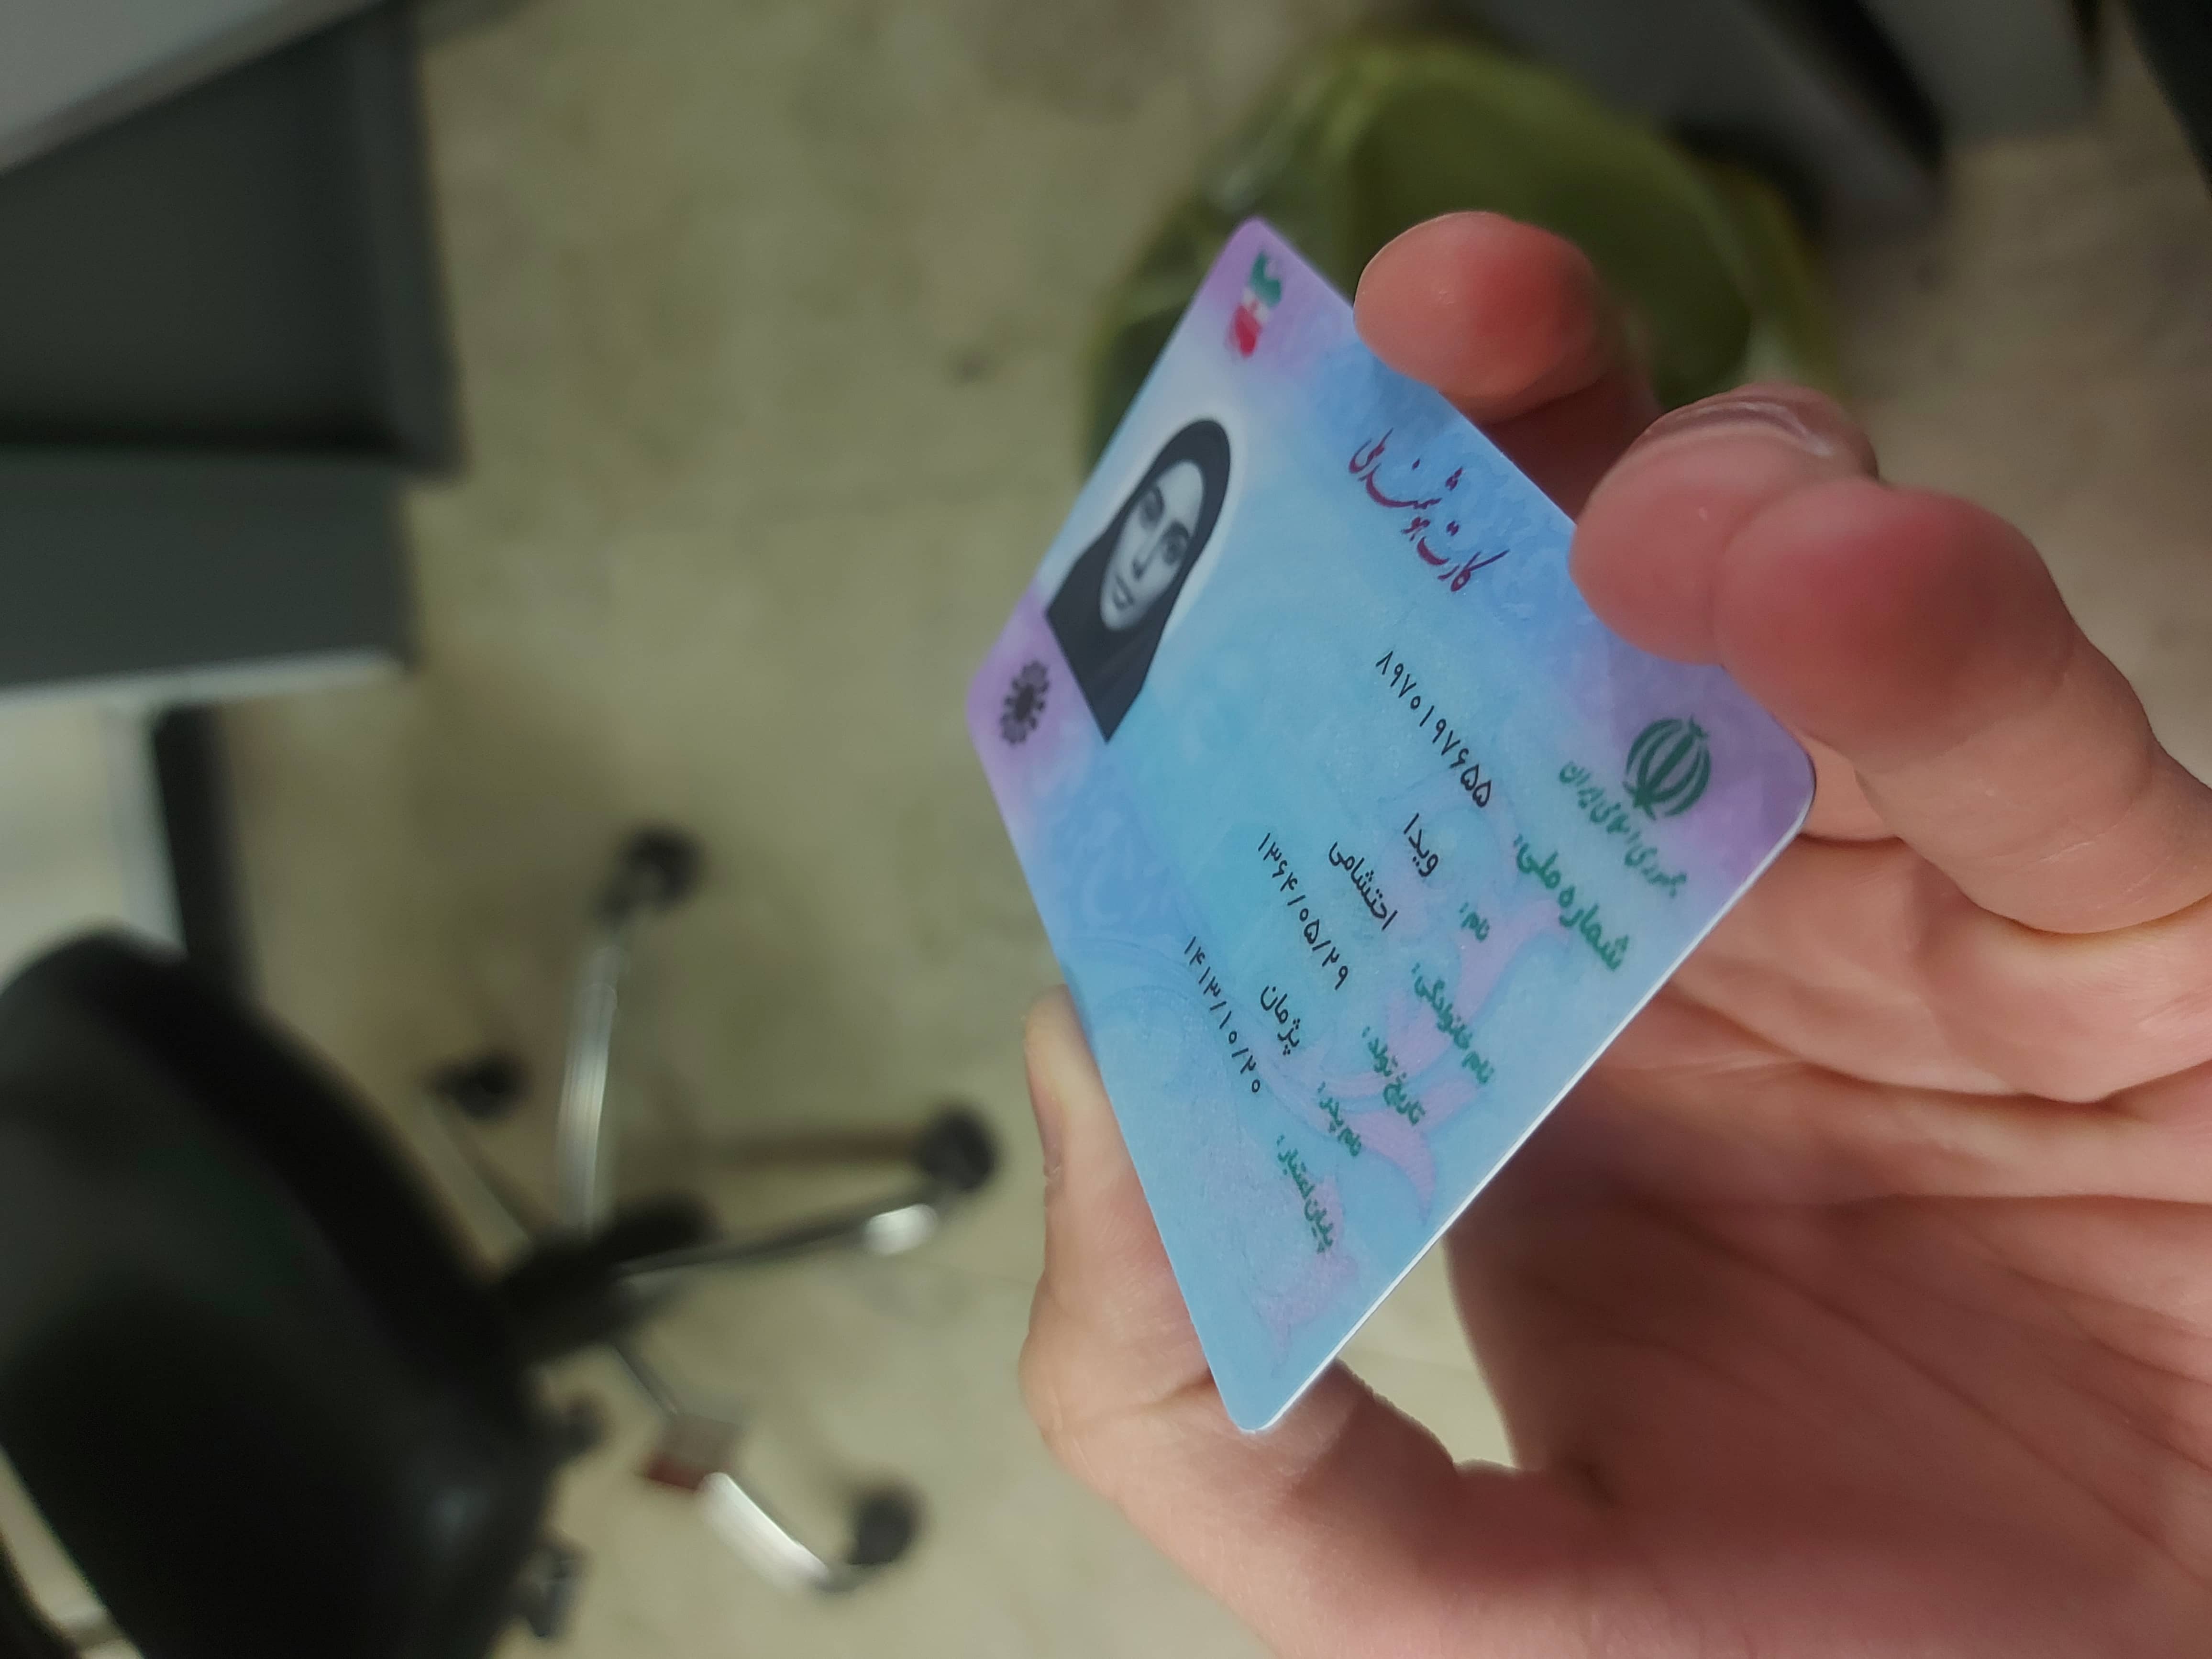 کارت هوشمند ملی
جمهوری اسلامی ایران
شماره ملی: ۸۹۷۰۱۹۷۶۵۵
نام: ویدا
نام خانوادگی: احتشامی
تاریخ تولد: ۱۳۶۴/۰۵/۲۹
نام پدر: پژمان
پایان اعتبار: ۱۴۱۳/۱۰/۲۰